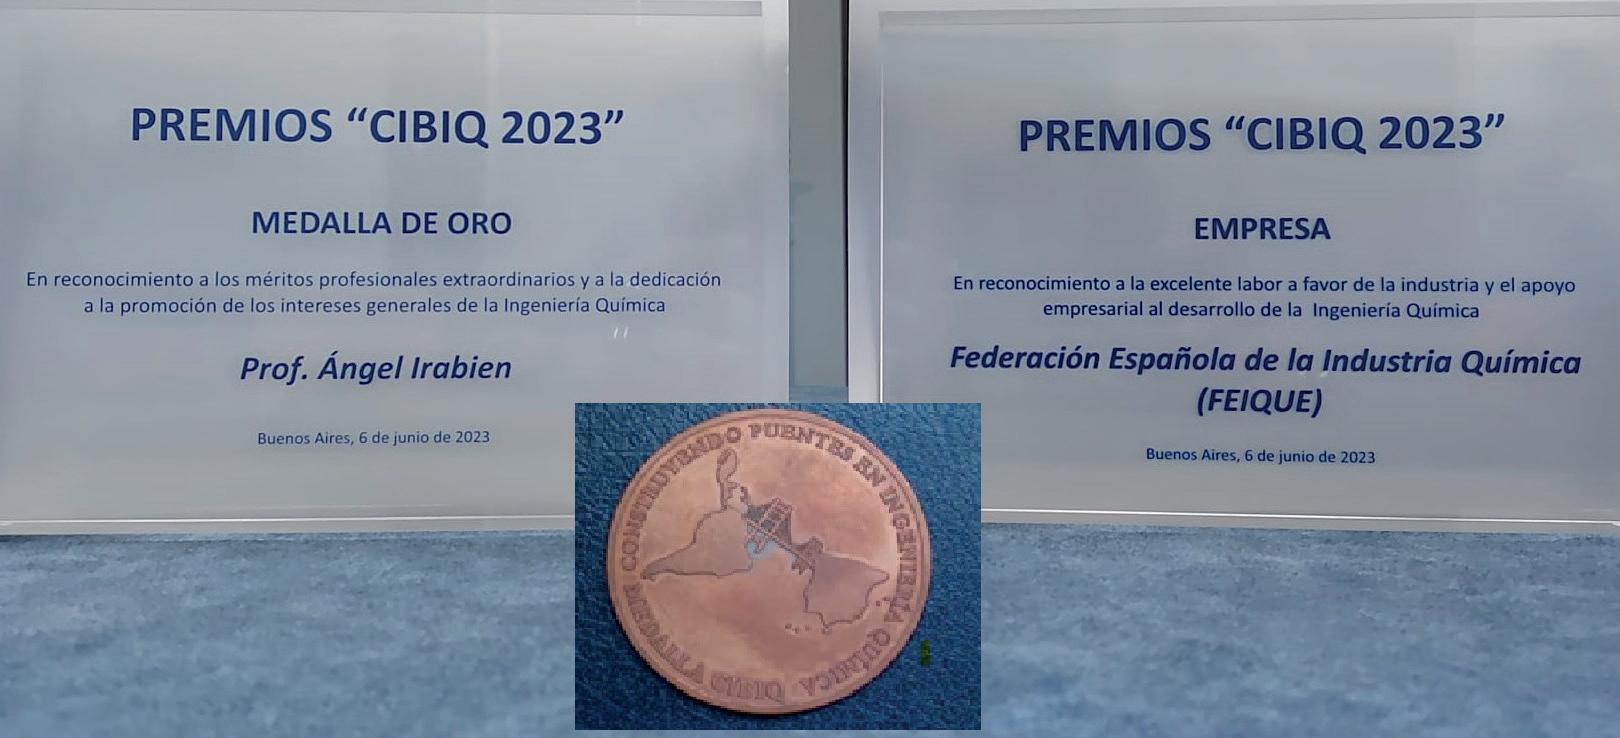 PREMIOS “CIBIQ 2023”
MEDALLA DE ORO
En reconocimiento a los méritos profesionales extraordinarios y a la dedicación
a la promoción de los intereses generales de la Ingeniería Química
Prof. Ángel Irabien
Buenos Aires, 6 de junio de 2023
PREMIOS “CIBIQ 2023”
EMPRESA
En reconocimiento a la excelente labor a favor de la industria y el apoyo
empresarial al desarrollo de la Ingeniería Química
Federación Española de la Industria Química
(FEIQUE)
Buenos Aires, 6 de junio de 2023
CONSTRUYENDO PUENTES EN INGENIERÍA QUÍMICA
MEDALLA CIBIQ